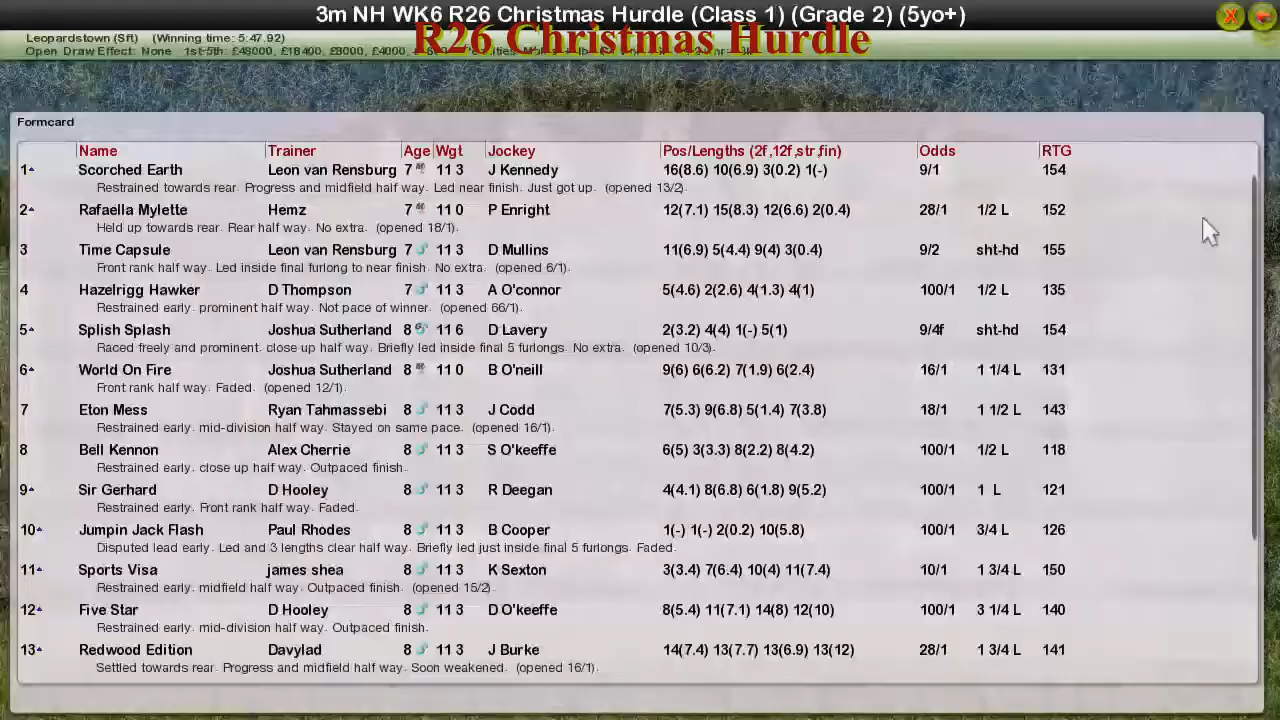 3m NH WK6 R26 Christmas Hurdle (Class 1) (Grade 2) (5yo+)
R26 Christmas Hurdle
Leopardstown (Sft) (Winning time: 5:47.92)
Open Draw Effect: None 1st-5th: £48000, £18400, £8000, £4000,
Formcard
Name Trainer Age Wgt Jockey Pos/Lengths (2f,12f,str,fin) Odds RTG
1 Scorched Earth Leon van Rensburg 7 11 3 J Kennedy 16(8.6) 10(6.9) 3(0.2) 1(-) 9/1 154
Restrained towards rear. Progress and midfield half way. Led near finish. Just got up. (opened 13/2).
2 Rafaella Mylette Hemz 7 11 0 P Enright 12(7.1) 15(8.3) 12(6.6) 2(0.4) 28/1 1/2 L 152
Held up towards rear. Rear half way. No extra. (opened 18/1).
3 Time Capsule Leon van Rensburg 7 11 3 D Mullins 11(6.9) 5(4.4) 9(4) 3(0.4) 9/2 sht-hd 155
Front rank half way. Led inside final furlong to near finish. No extra. (opened 6/1).
4 Hazelrigg Hawker D Thompson 7 11 3 A O'connor 5(4.6) 2(2.6) 4(1.3) 4(1) 100/1 1/2 L 135
Restrained early. prominent half way. Not pace of winner. (opened 66/1).
5 Splish Splash Joshua Sutherland 8 11 6 D Lavery 2(3.2) 4(4) 1(-) 5(1) 9/4f sht-hd 154
Raced freely and prominent. close up half way. Briefly led inside final 5 furlongs. No extra. (opened 10/3).
6 World On Fire Joshua Sutherland 8 11 0 B O'neill 9(6) 6(6.2) 7(1.9) 6(2.4) 16/1 1 1/4 L 131
Front rank half way. Faded. (opened 12/1).
7 Eton Mess Ryan Tahmassebi 8 11 3 J Codd 7(5.3) 9(6.8) 5(1.4) 7(3.8) 18/1 1 1/2 L 143
Restrained early. mid-division half way. Stayed on same pace. (opened 16/1).
8 Bell Kennon Alex Cherrie 8 11 3 S O'keeffe 6(5) 3(3.3) 8(2.2) 8(4.2) 100/1 1/2 L 118
Restrained early. close up half way. Outpaced finish.
9 Sir Gerhard D Hooley 8 11 3 R Deegan 4(4.1) 8(6.8) 6(1.8) 9(5.2) 100/1 1 L 121
Restrained early. Front rank half way. Faded.
10 Jumpin Jack Flash Paul Rhodes 8 11 3 B Cooper 1(-) 1(-) 2(0.2) 10(5.8) 100/1 3/4 L 126
Disputed lead early. Led and 3 lengths clear half way. Briefly led just inside final 5 furlongs. Faded.
11 Sports Visa james shea 8 11 3 K Sexton 3(3.4) 7(6.4) 10(4) 11(7.4) 10/1 1 3/4 L 150
Restrained early. midfield half way. Outpaced finish. (opened 15/2).
12 Five Star D Hooley 8 11 3 D O'keeffe 8(5.4) 11(7.1) 14(8) 12(10) 100/1 3 1/4 L 140
Restrained early. mid-division half way. Outpaced finish.
13 Redwood Edition Davylad 8 11 3 J Burke 14(7.4) 13(7.7) 13(6.9) 13(12) 28/1 1 3/4 L 141
Settled towards rear. Progress and midfield half way. Soon weakened. (opened 16/1).